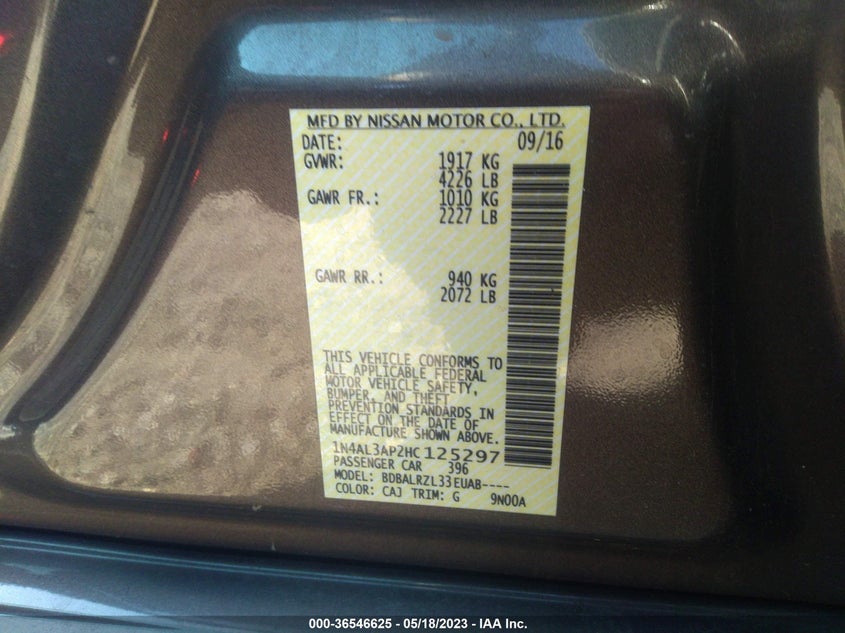 MFD BY NISSAN MOTOR CO., LTD.
DATE: 09/16
GVWR: 1917 KG
4226 LB
GAWR FR.: 1010 KG
2227 LB
GAWR RR.: 940 KG
2072 LB
THIS VEHICLE CONFORMS TO
ALL APPLICABLE FEDERAL
MOTOR VEHICLE SAFETY,
BUMPER, AND THEFT
PREVENTION STANDARDS IN
EFFECT ON THE DATE OF
MANUFACTURE SHOWN ABOVE.
1N4AL3AP2HC125297
PASSENGER CAR 396
MODEL: BDBALRZL33EUAB----
COLOR: CAJ TRIM: G 9N00A
000-36546625 - 05/18/2023 - IAA Inc.